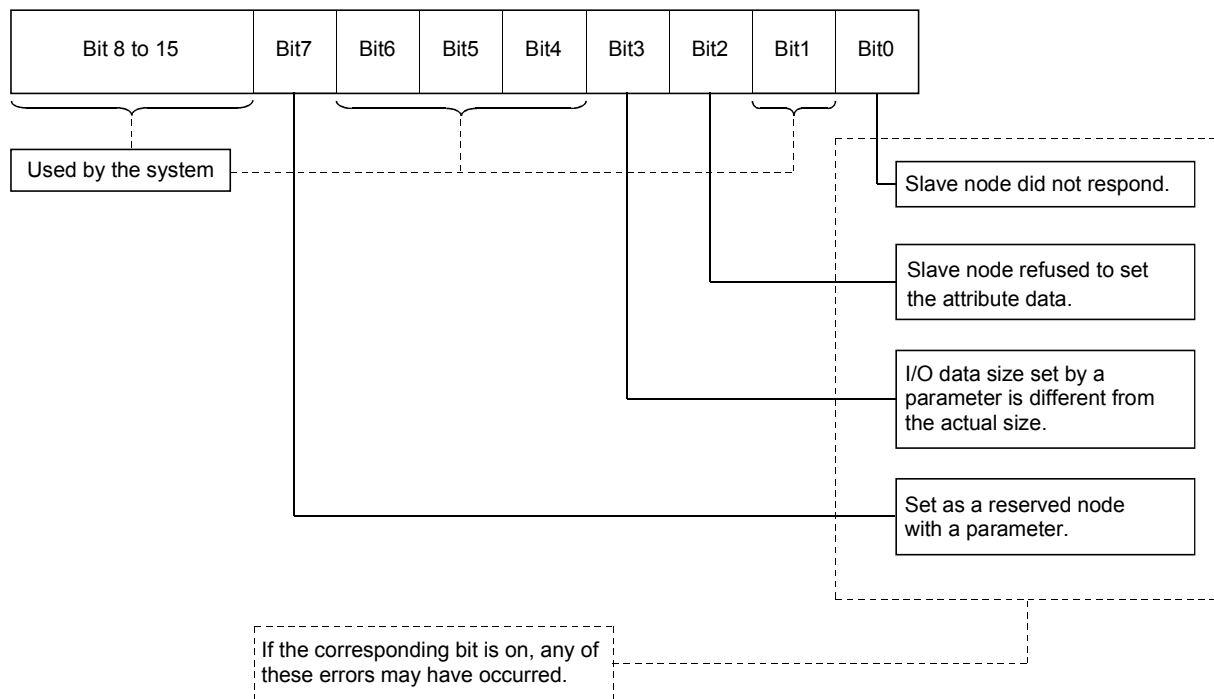 Bit 8 to 15 Bit7 Bit6 Bit5 Bit4 Bit3 Bit2 Bit1 Bit0
Used by the system
Slave node did not respond.
Slave node refused to set
the attribute data.
I/O data size set by a
parameter is different from
the actual size.
Set as a reserved node
with a parameter.
If the corresponding bit is on, any of
these errors may have occurred.